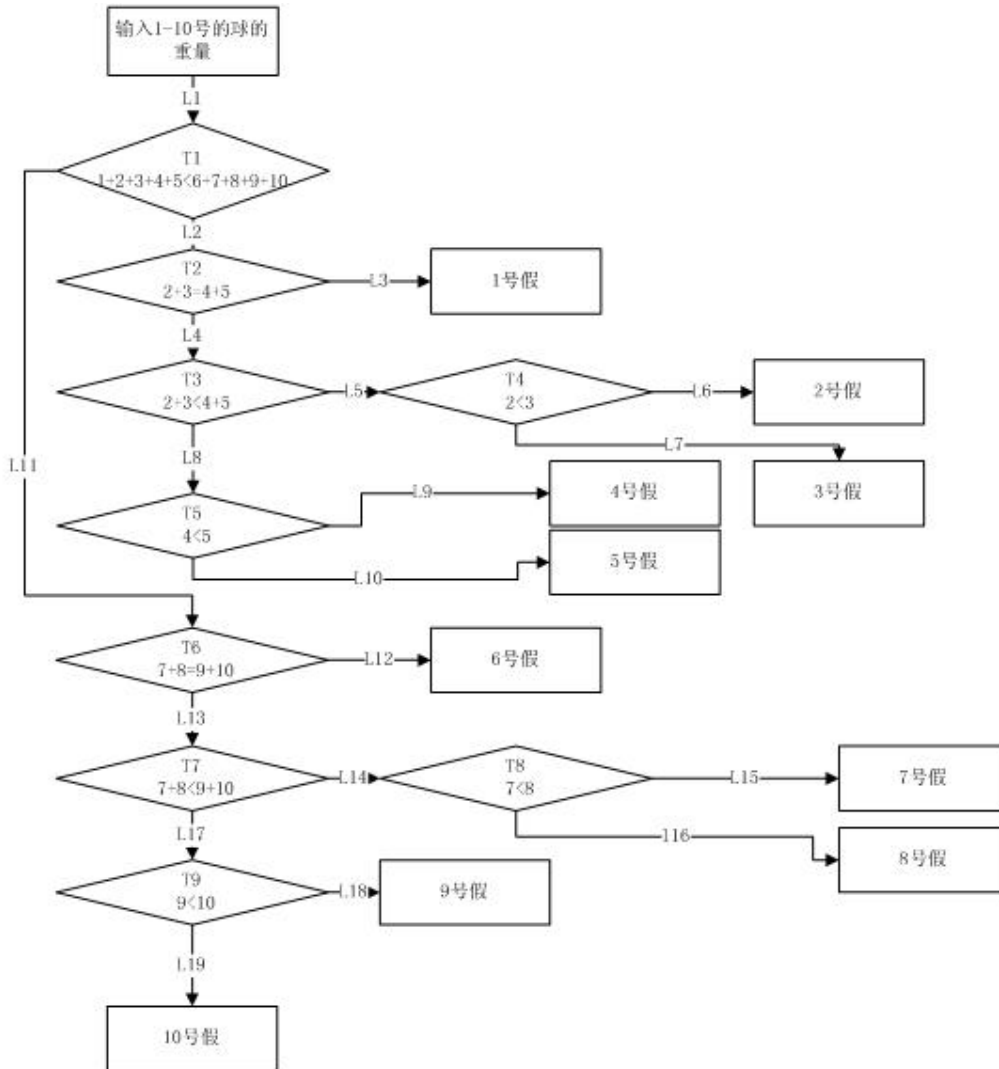 输入1-10号的球的
重量
L1
T1
1+2+3+4+5<6+7+8+9+10
L2
T2
2+3=4+5
L3
1号假
L4
T3
2+3<4+5
L5
T4
2<3
L6
2号假
L7
3号假
L11
L8
T5
4<5
L9
4号假
L10
5号假
T6
7+8=9+10
L12
6号假
L13
T7
7+8<9+10
L14
T8
7<8
L15
7号假
l16
8号假
L17
T9
9<10
L18
9号假
L19
10号假